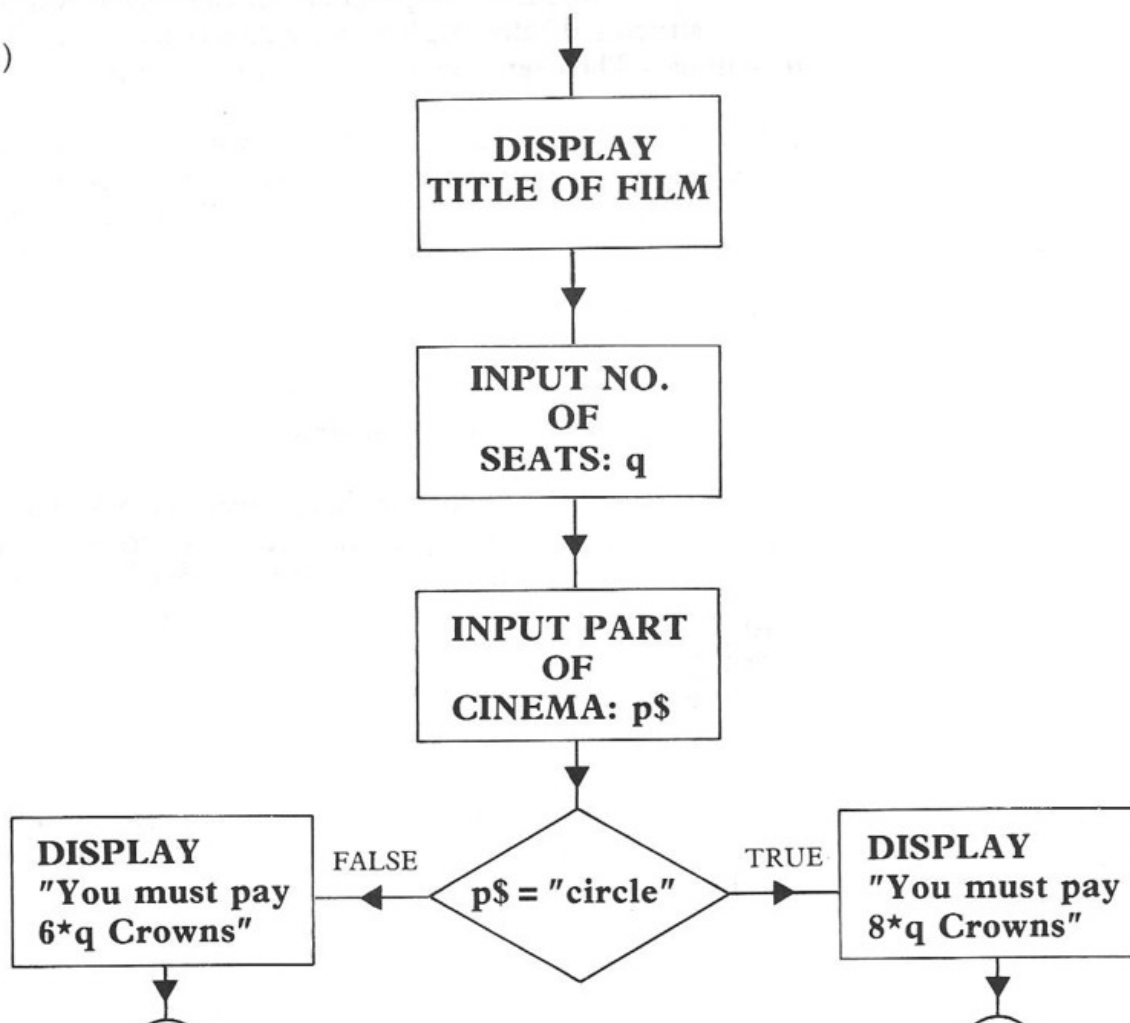 )
DISPLAY
TITLE OF FILM
INPUT NO.
OF
SEATS: q
INPUT PART
OF
CINEMA: p$
p$ = "circle"
FALSE
TRUE
DISPLAY
"You must pay
6*q Crowns"
DISPLAY
"You must pay
8*q Crowns"